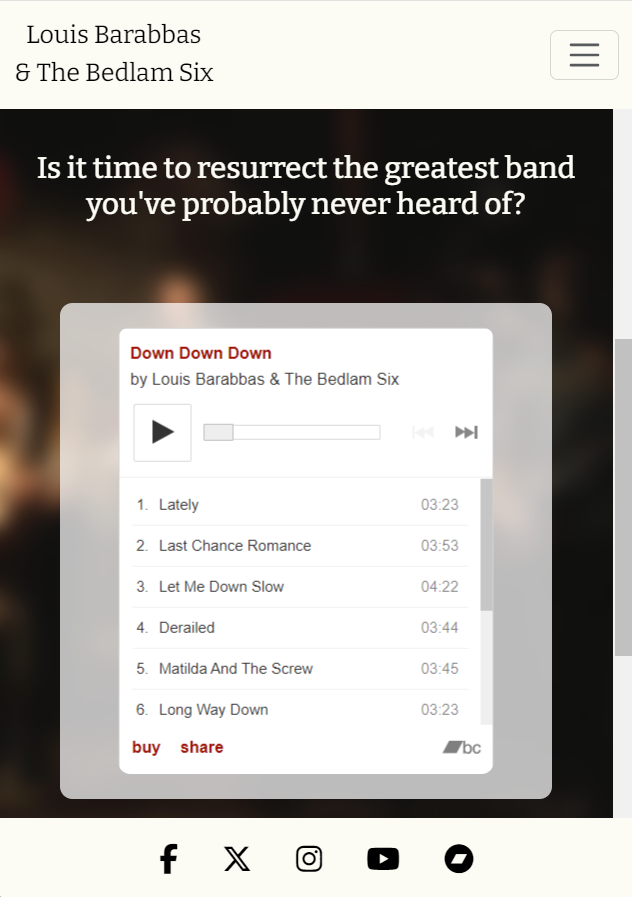 Louis Barabbas
& The Bedlam Six
Is it time to resurrect the greatest band
you've probably never heard of?
Down Down Down
by Louis Barabbas & The Bedlam Six
1. Lately 03:23
2. Last Chance Romance 03:53
3. Let Me Down Slow 04:22
4. Derailed 03:44
5. Matilda And The Screw 03:45
6. Long Way Down 03:23
buy share bc